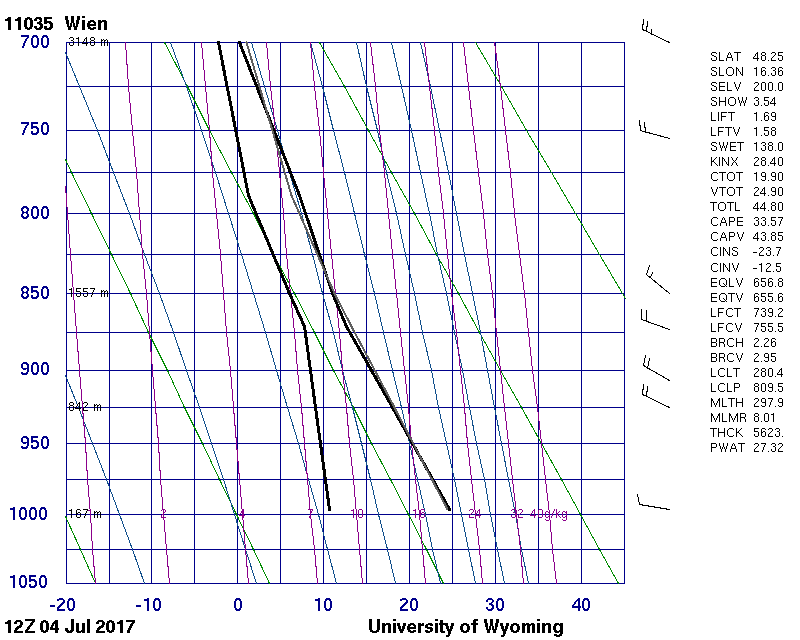 11035 Wien
700
3148 m
750
800
850
1557 m
900
842 m
950
1000
167 m
2
4
7
10
16
24
32
40g/kg
1050
-20
-10
0
10
20
30
40
12Z 04 Jul 2017
University of Wyoming
SLAT 48.25
SLON 16.36
SELV 200.0
SHOW 3.54
LIFT 1.69
LFTV 1.58
SWET 138.0
KINX 28.40
CTOT 19.90
VTOT 24.90
TOTL 44.80
CAPE 33.57
CAPV 43.85
CINS -23.7
CINV -12.5
EQLV 656.8
EQTV 655.6
LFCT 739.2
LFCV 755.5
BRCH 2.26
BRCV 2.95
LCLT 280.4
LCLP 809.5
MLTH 297.9
MLMR 8.01
THCK 5623.
PWAT 27.32